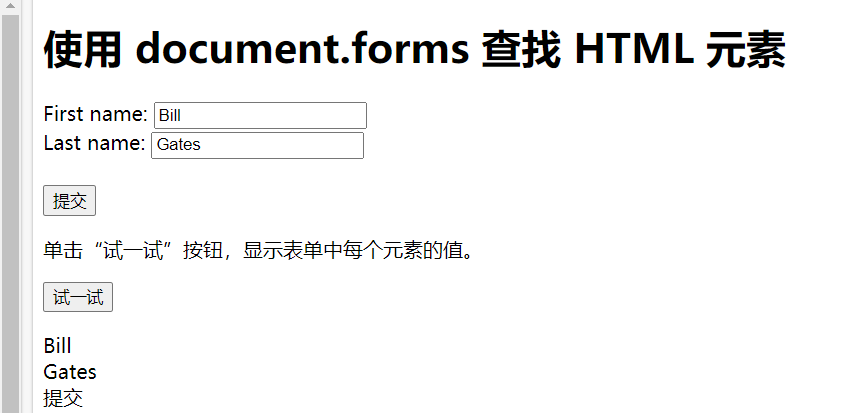 使用 document.forms 查找 HTML 元素
First name: Bill
Last name: Gates
提交
单击“试一试”按钮，显示表单中每个元素的值。
试一试
Bill
Gates
提交